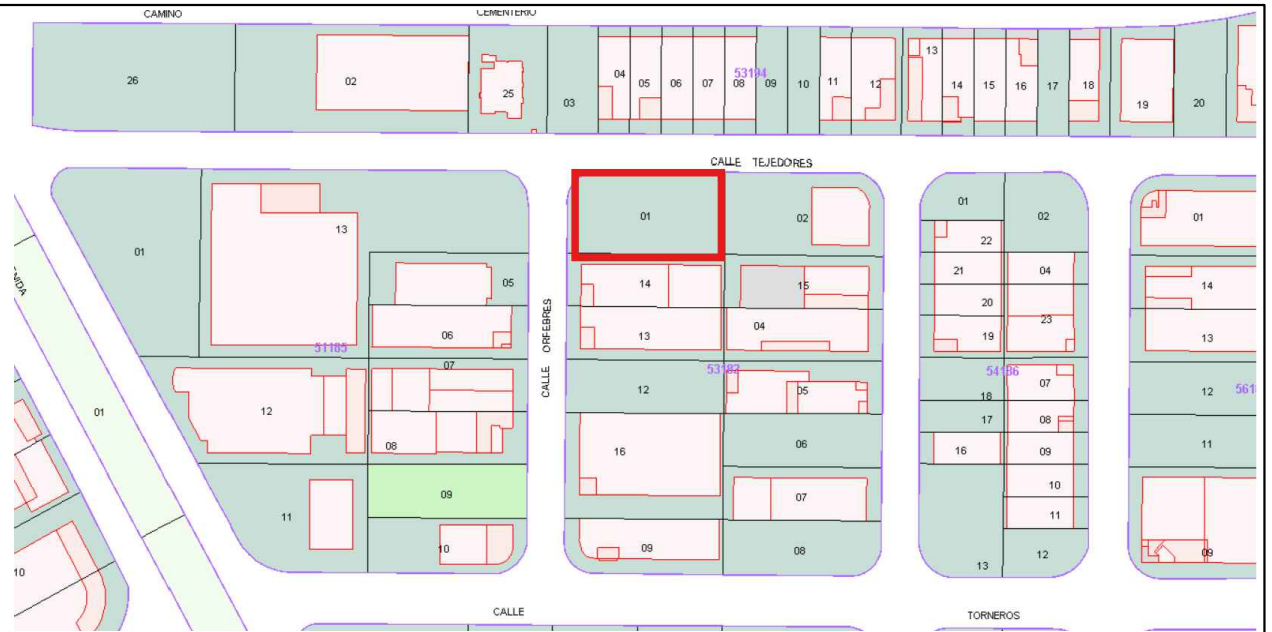 CAMINO CEMENTERIO
26 02 25 03 04 05 06 07 08 53194 09 10 11 12 13 14 15 16 17 18 19 20
CALLE TEJEDORES
01 13 05 06 51185 07 12 08 09 11 10
01
10
CALLE ORFEBRES
01 02 14 15 13 04 53182 12 05 16 06 07 09 08
01 02 22 21 04 20 23 19 54186 18 07 17 08 16 09 10 11 12 13
01 14 13 12 11 09
CALLE TORNEROS